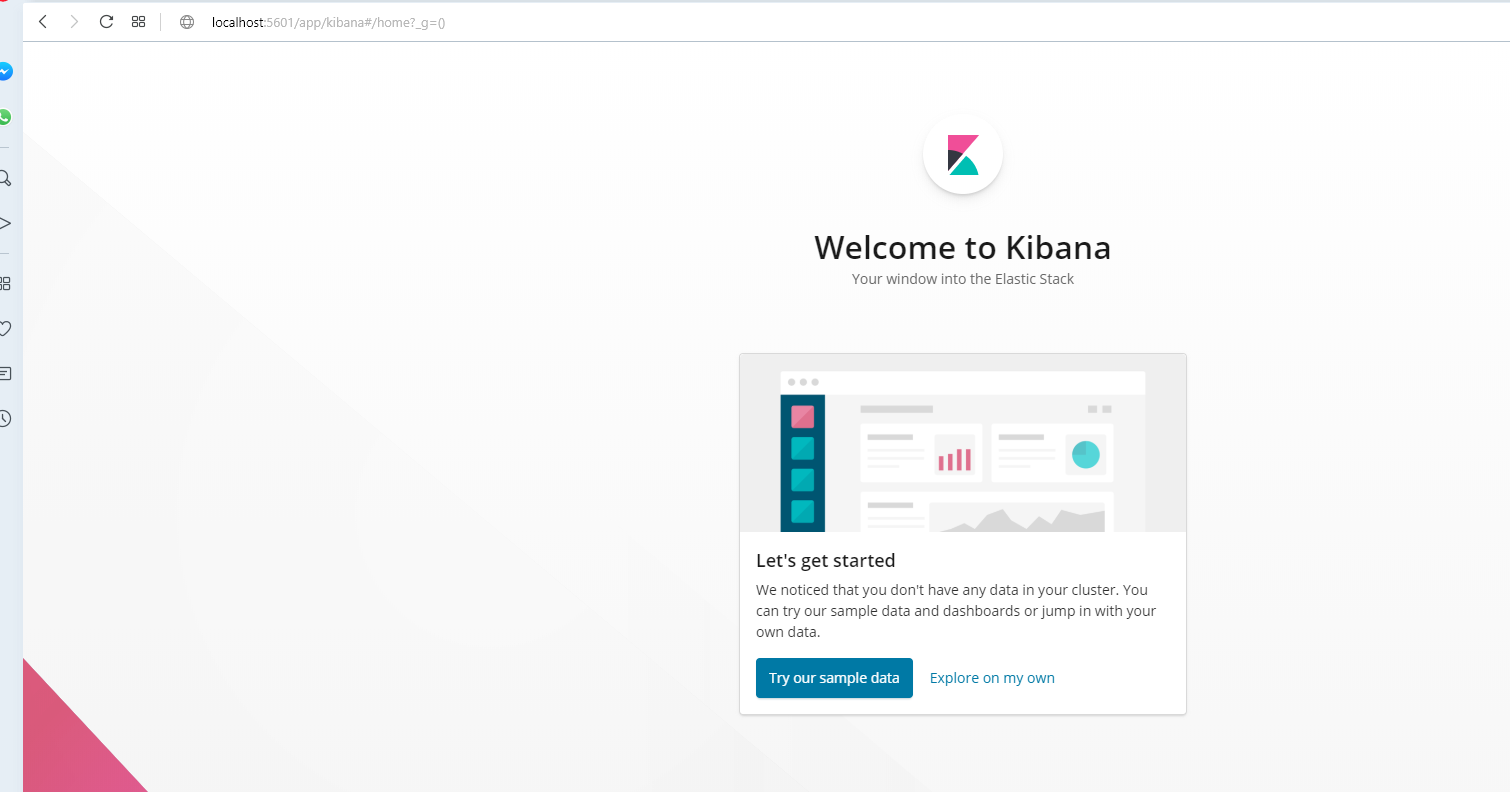 localhost:5601/app/kibana#/home?_g=()
Welcome to Kibana
Your window into the Elastic Stack
Let's get started
We noticed that you don't have any data in your cluster. You
can try our sample data and dashboards or jump in with your
own data.
Try our sample data
Explore on my own